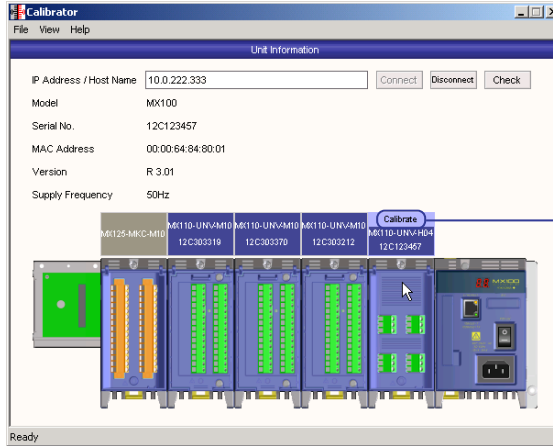 Calibrator
File View Help
Unit Information
IP Address / Host Name 10.0.222.333 Connect Disconnect Check
Model MX100
Serial No. 12C123457
MAC Address 00:00:64:84:80:01
Version R 3.01
Supply Frequency 50Hz
Calibrate
MX125-MKC-M10 MX110-UNV-M10 MX110-UNV-M10 MX110-UNV-M10 MX110-UNV-H04
12C303319 12C303370 12C303212 12C123457
MX100
Ready